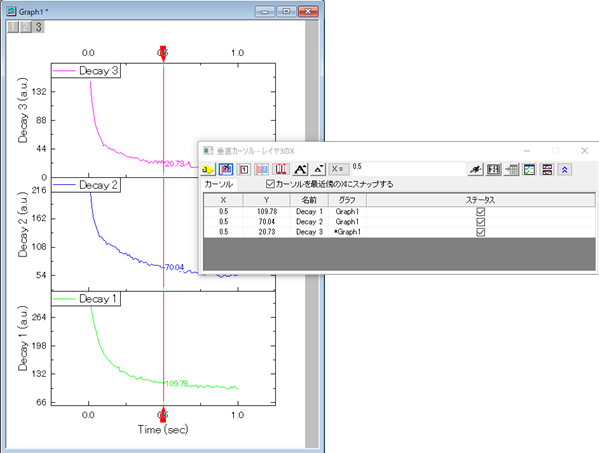 Graph1 *
1 2 3
0.0 0.5 1.0
Decay 3
Decay 3 (a.u.)
132
88
44
0
20.73
Decay 2
Decay 2 (a.u.)
216
162
108
54
70.04
Decay 1
Decay 1 (a.u.)
264
198
132
66
109.78
0.0 0.5 1.0
Time (sec)
垂直カーソル - レイヤ3のX
X = 0.5
カーソル カーソルを最近傍のXにスナップする
X Y 名前 グラフ ステータス
0.5 109.78 Decay 1 Graph1
0.5 70.04 Decay 2 Graph1
0.5 20.73 Decay 3 *Graph1